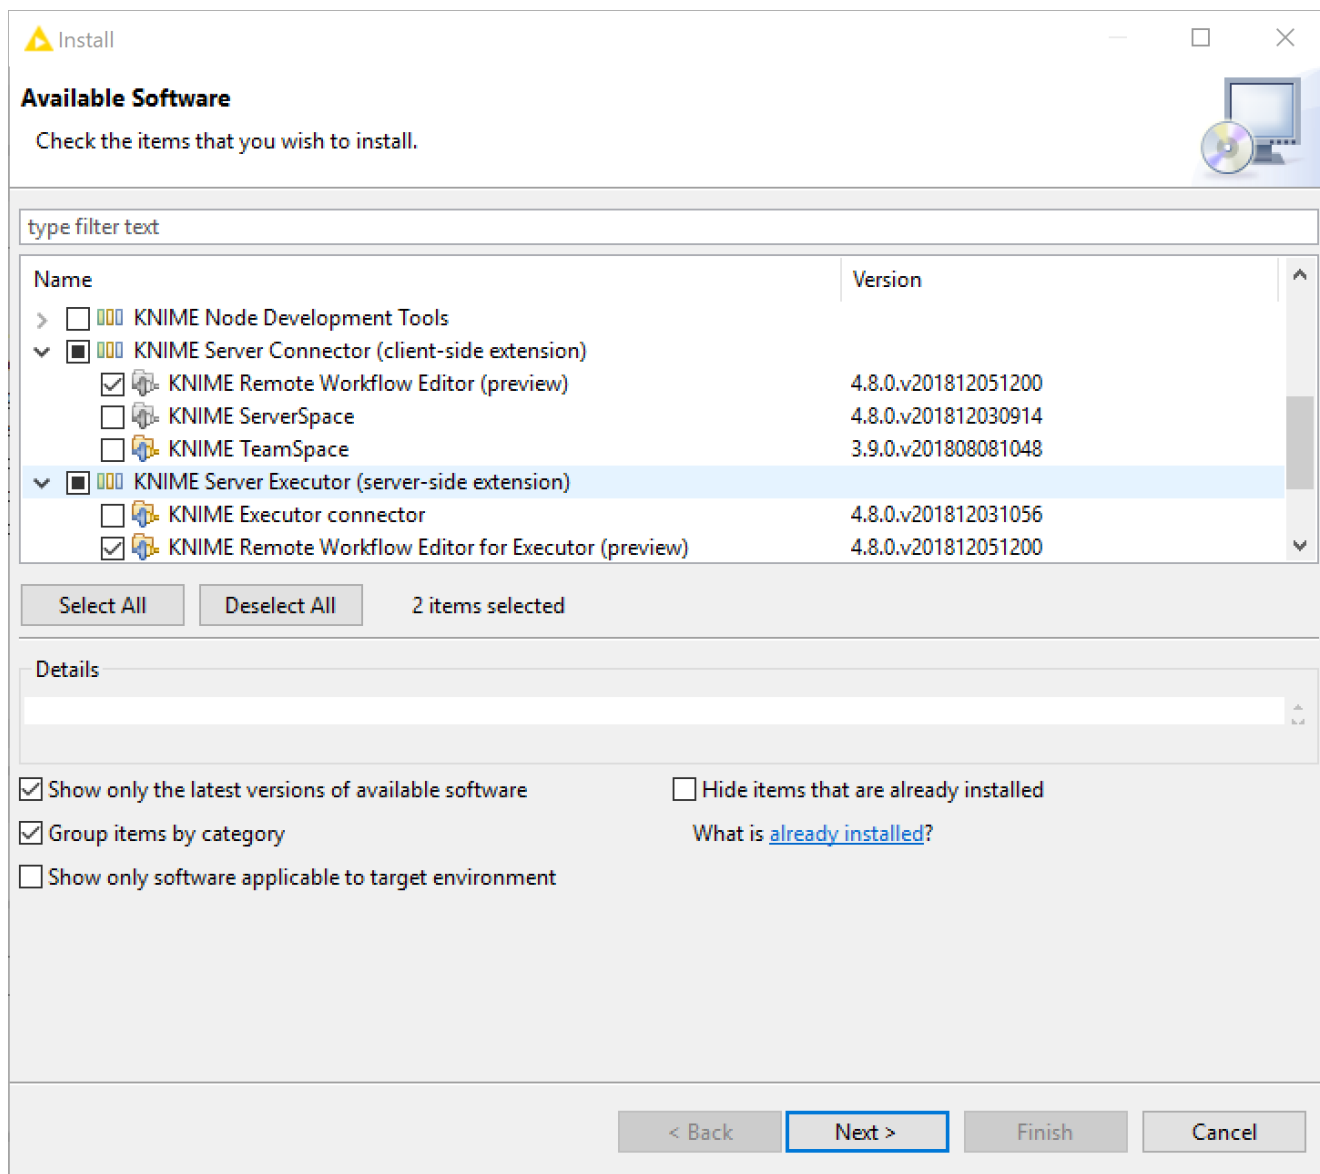 Install
Available Software
Check the items that you wish to install.
type filter text
Name Version
KNIME Node Development Tools
KNIME Server Connector (client-side extension)
KNIME Remote Workflow Editor (preview) 4.8.0.v201812051200
KNIME ServerSpace 4.8.0.v201812030914
KNIME TeamSpace 3.9.0.v201808081048
KNIME Server Executor (server-side extension)
KNIME Executor connector 4.8.0.v201812031056
KNIME Remote Workflow Editor for Executor (preview) 4.8.0.v201812051200
Select All Deselect All 2 items selected
Details
Show only the latest versions of available software Hide items that are already installed
Group items by category What is already installed?
Show only software applicable to target environment
< Back Next > Finish Cancel